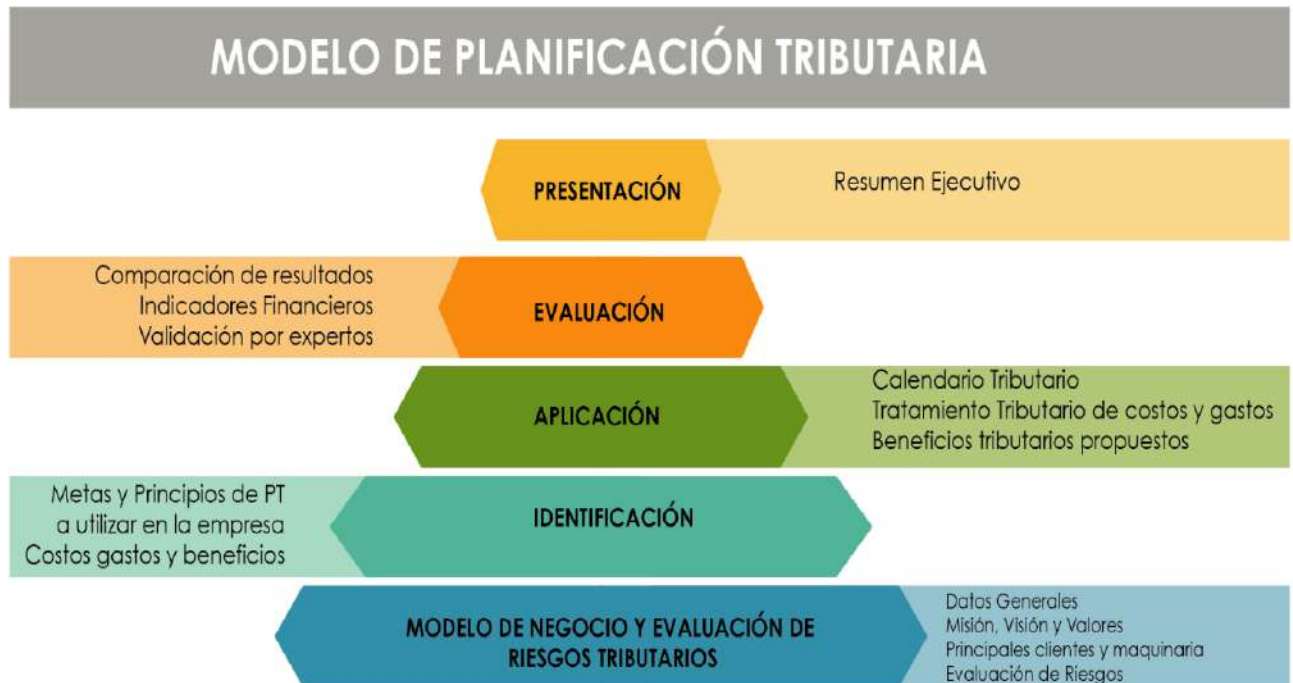 MODELO DE PLANIFICACIÓN TRIBUTARIA
PRESENTACIÓN
Resumen Ejecutivo
Comparación de resultados
Indicadores Financieros
Validación por expertos
EVALUACIÓN
APLICACIÓN
Calendario Tributario
Tratamiento Tributario de costos y gastos
Beneficios tributarios propuestos
Metas y Principios de PT
a utilizar en la empresa
Costos gastos y beneficios
IDENTIFICACIÓN
MODELO DE NEGOCIO Y EVALUACIÓN DE
RIESGOS TRIBUTARIOS
Datos Generales
Misión, Visión y Valores
Principales clientes y maquinaria
Evaluación de Riesgos